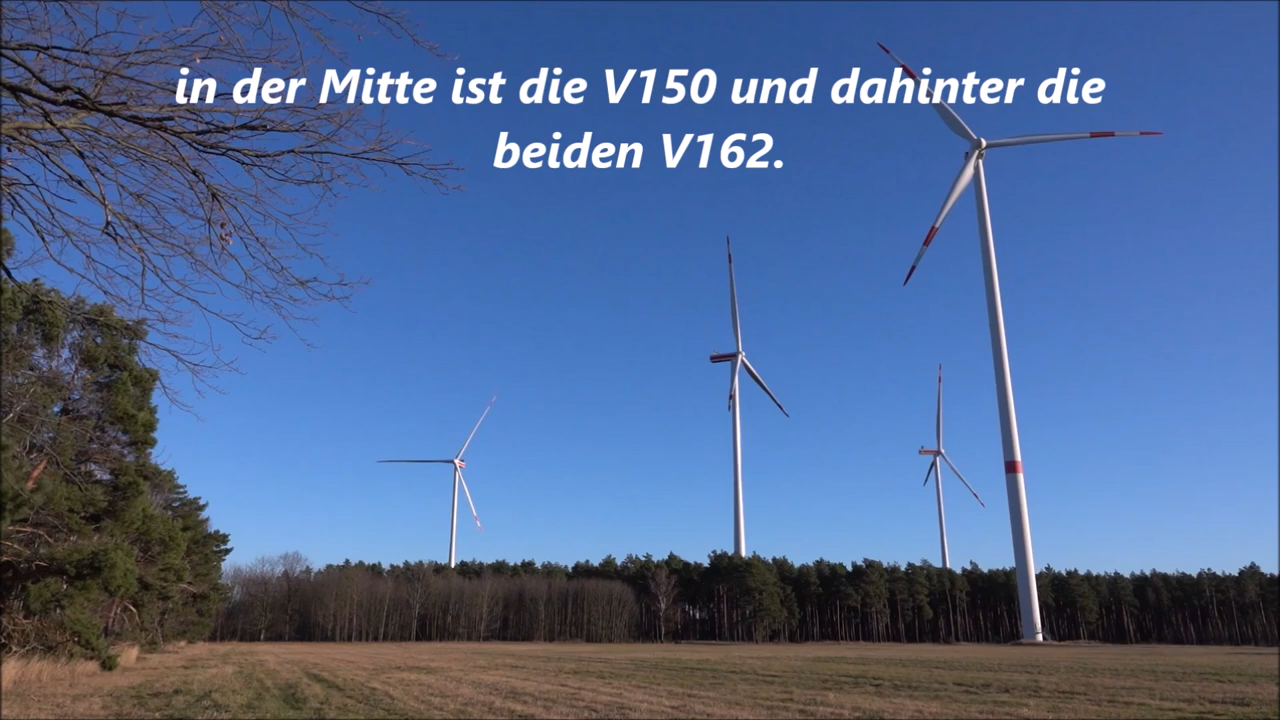 in der Mitte ist die V150 und dahinter die
beiden V162.